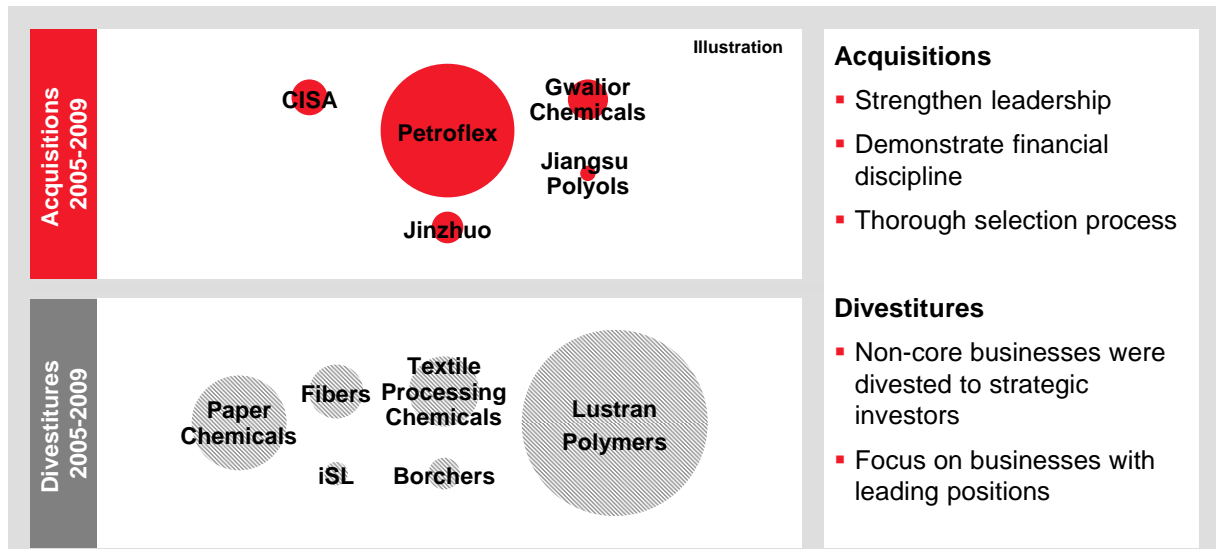 Acquisitions
2005-2009
Illustration
CISA
Petroflex
Gwalior
Chemicals
Jiangsu
Polyols
Jinzhuo
Acquisitions
Strengthen leadership
Demonstrate financial
discipline
Thorough selection process
Divestitures
2005-2009
Paper
Chemicals
Fibers
Textile
Processing
Chemicals
iSL
Borchers
Lustran
Polymers
Divestitures
Non-core businesses were
divested to strategic
investors
Focus on businesses with
leading positions